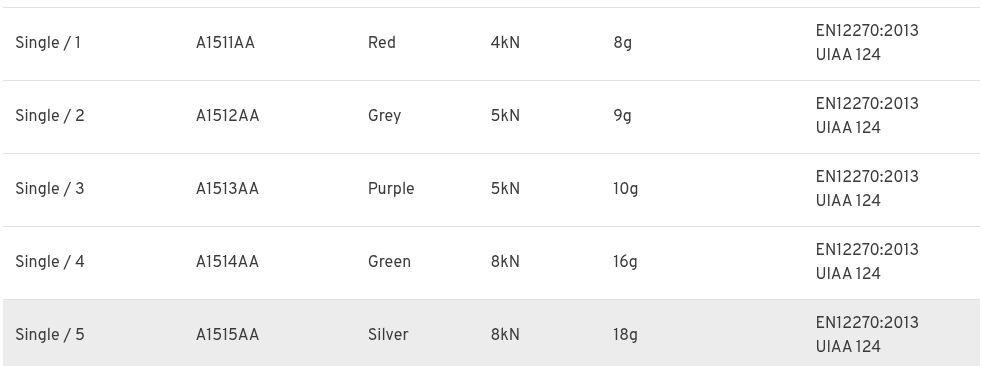 Single / 1 A1511AA Red 4kN 8g EN12270:2013
UIAA 124
Single / 2 A1512AA Grey 5kN 9g EN12270:2013
UIAA 124
Single / 3 A1513AA Purple 5kN 10g EN12270:2013
UIAA 124
Single / 4 A1514AA Green 8kN 16g EN12270:2013
UIAA 124
Single / 5 A1515AA Silver 8kN 18g EN12270:2013
UIAA 124